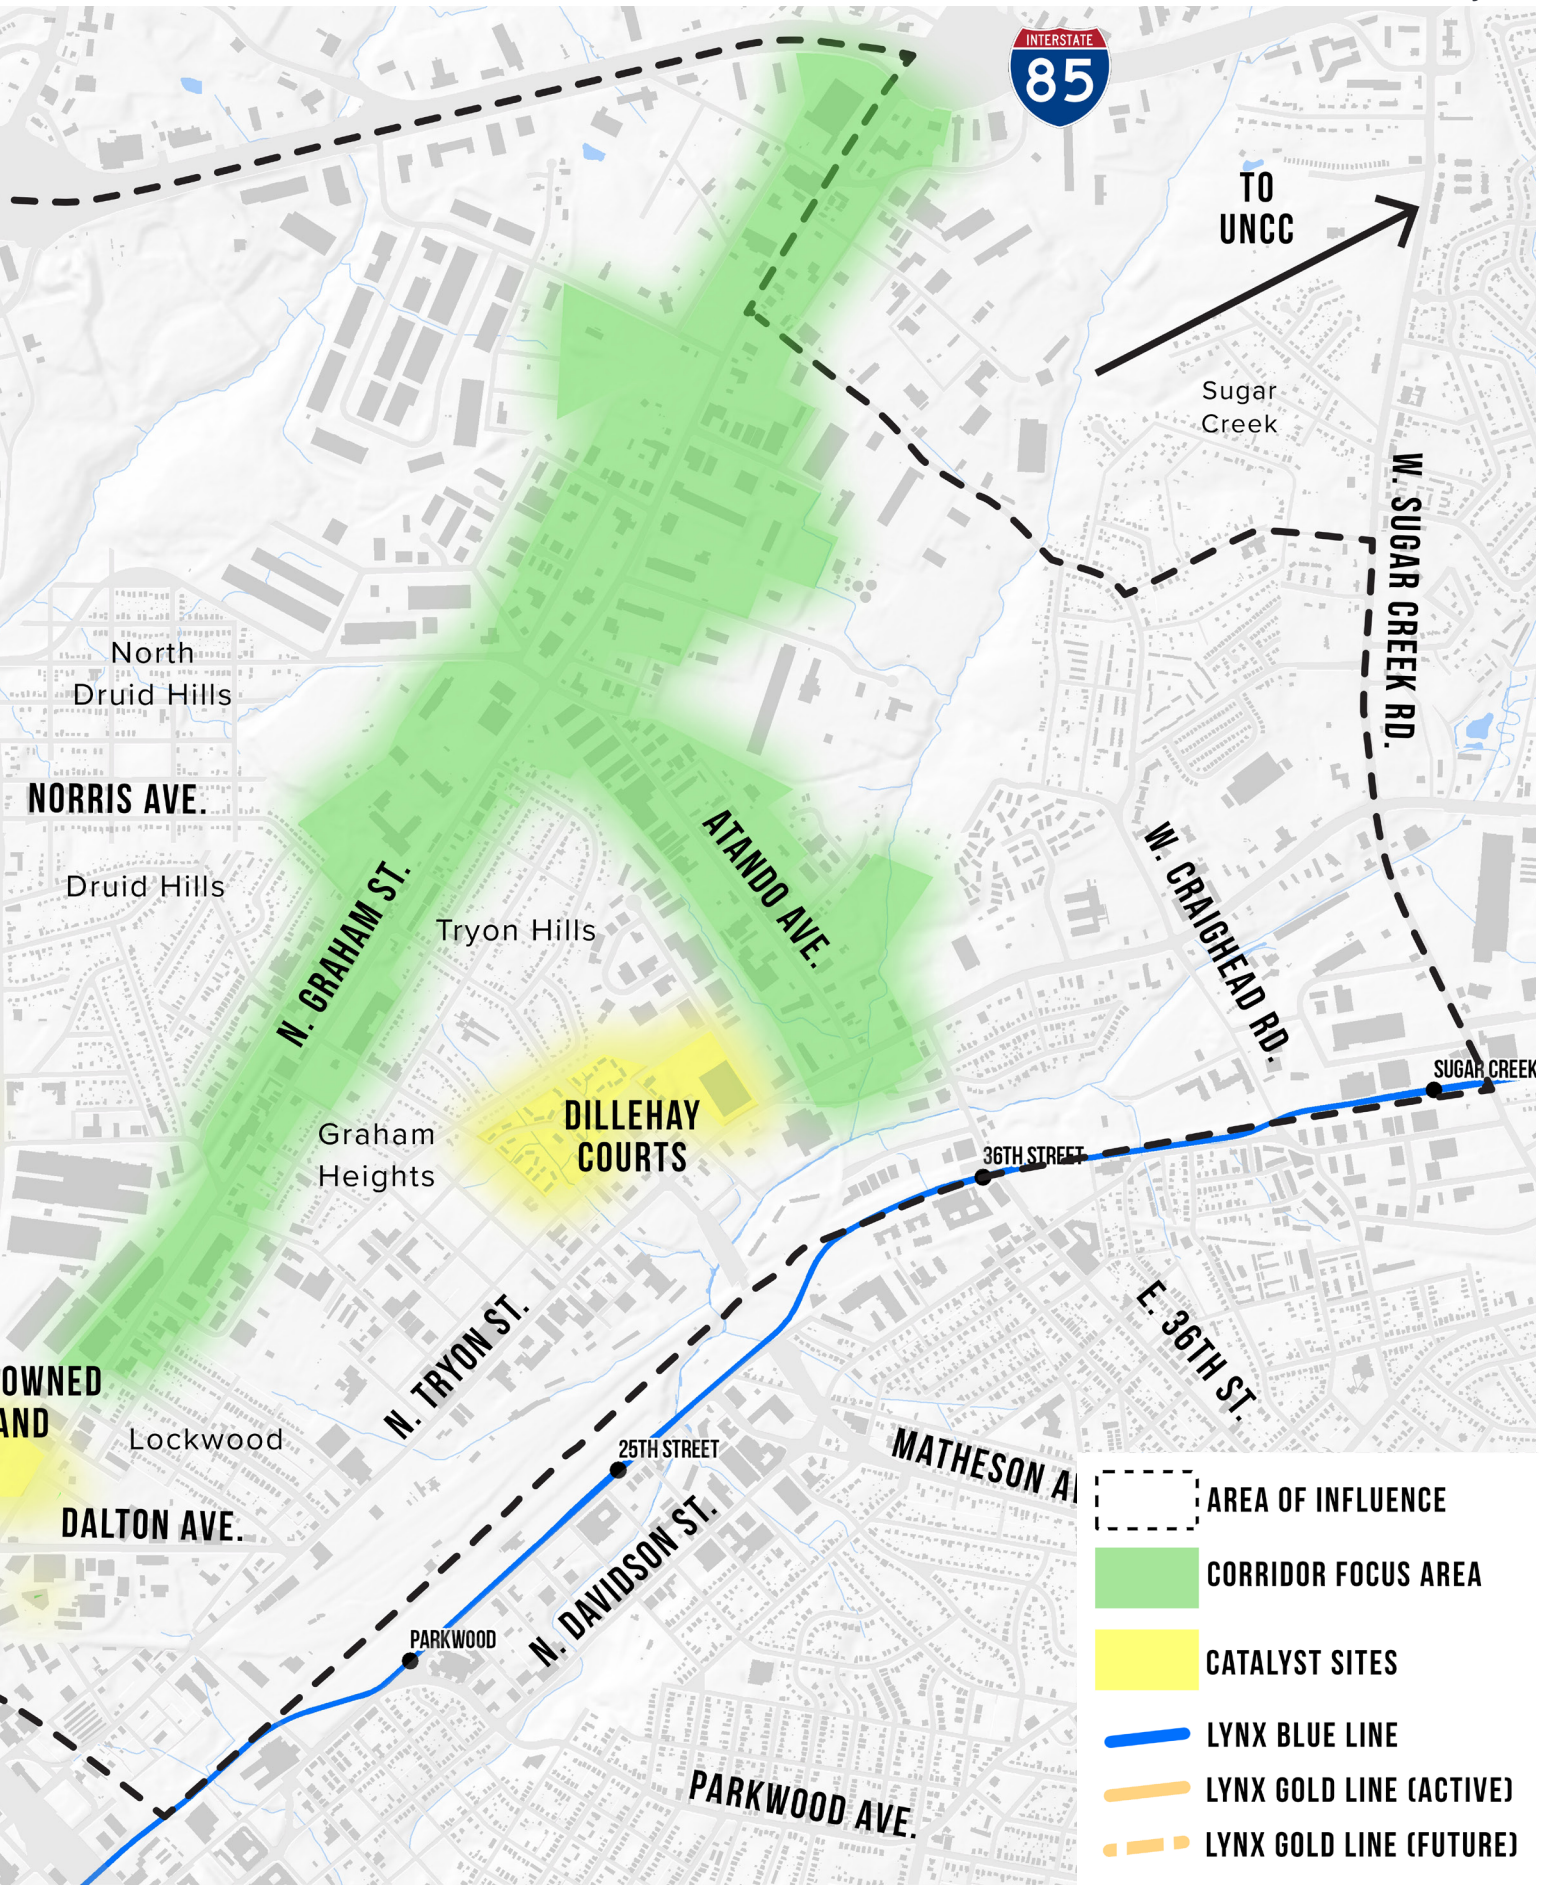 INTERSTATE
85
TO
UNCC
Sugar
Creek
W. SUGAR CREEK RD.
North
Druid Hills
NORRIS AVE.
Druid Hills
N. GRAHAM ST.
Tryon Hills
ATANDO AVE.
W. CRAIGHEAD RD.
SUGAR CREEK
DILLEHAY
COURTS
Graham
Heights
36TH STREET
E. 36TH ST.
N. TRYON ST.
OWNED
AND
Lockwood
25TH STREET
MATHESON A
DALTON AVE.
N. DAVIDSON ST.
PARKWOOD
PARKWOOD AVE.
AREA OF INFLUENCE
CORRIDOR FOCUS AREA
CATALYST SITES
LYNX BLUE LINE
LYNX GOLD LINE (ACTIVE)
LYNX GOLD LINE (FUTURE)